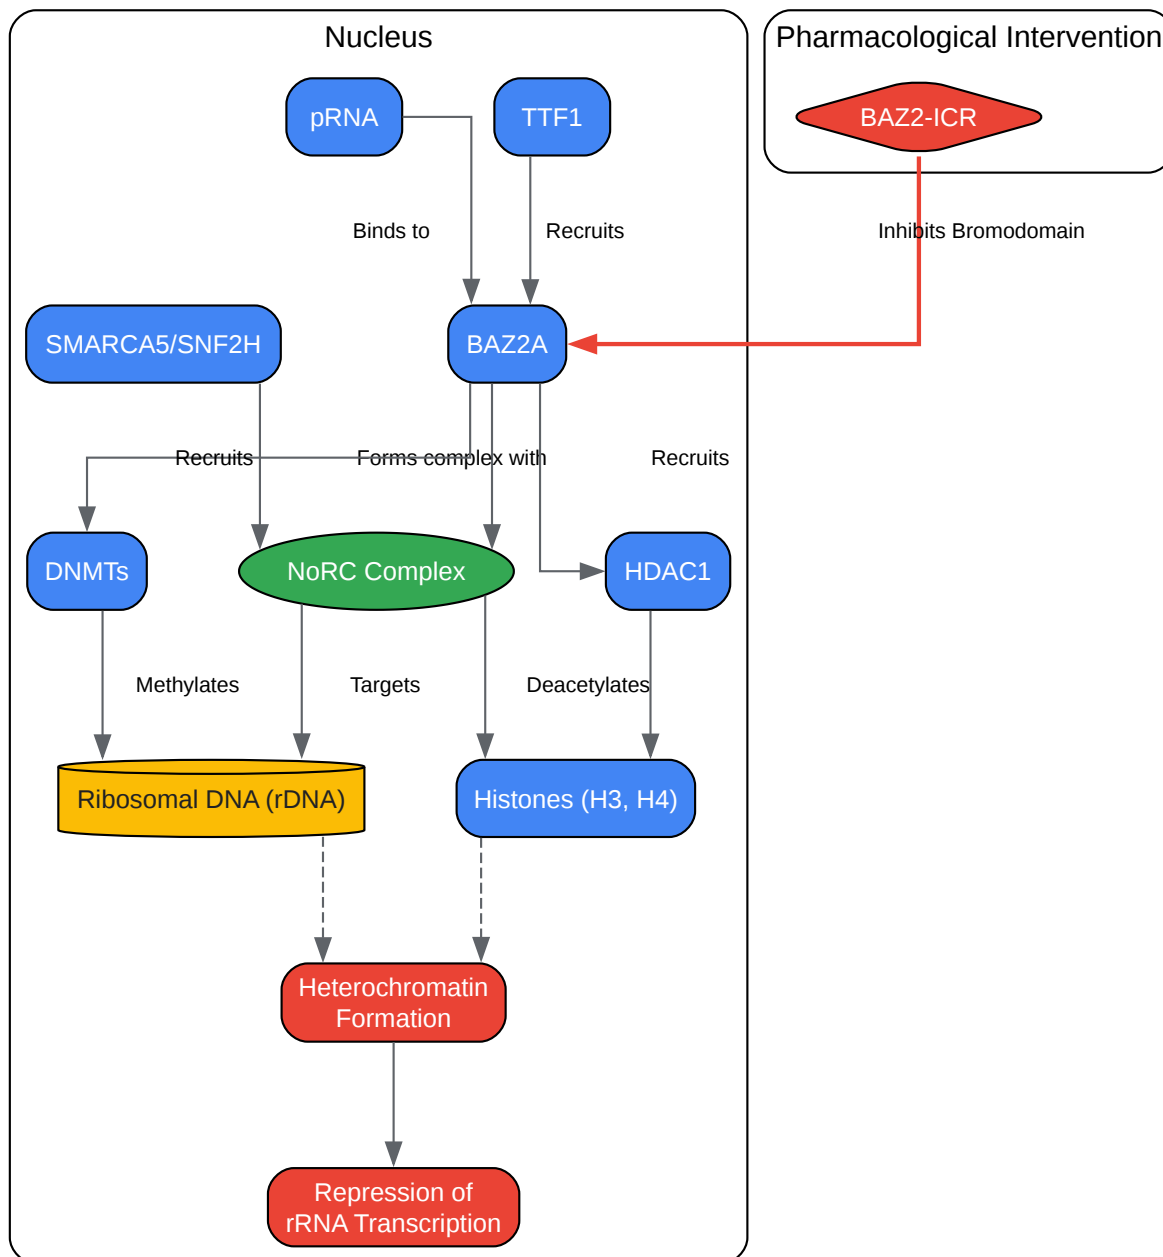 Nucleus
Pharmacological Intervention
pRNA
TTF1
BAZ2-ICR
Binds to
Recruits
Inhibits Bromodomain
SMARCA5/SNF2H
BAZ2A
Recruits
Forms complex with
Recruits
DNMTs
NoRC Complex
HDAC1
Methylates
Targets
Deacetylates
Ribosomal DNA (rDNA)
Histones (H3, H4)
Heterochromatin
Formation
Repression of
rRNA Transcription